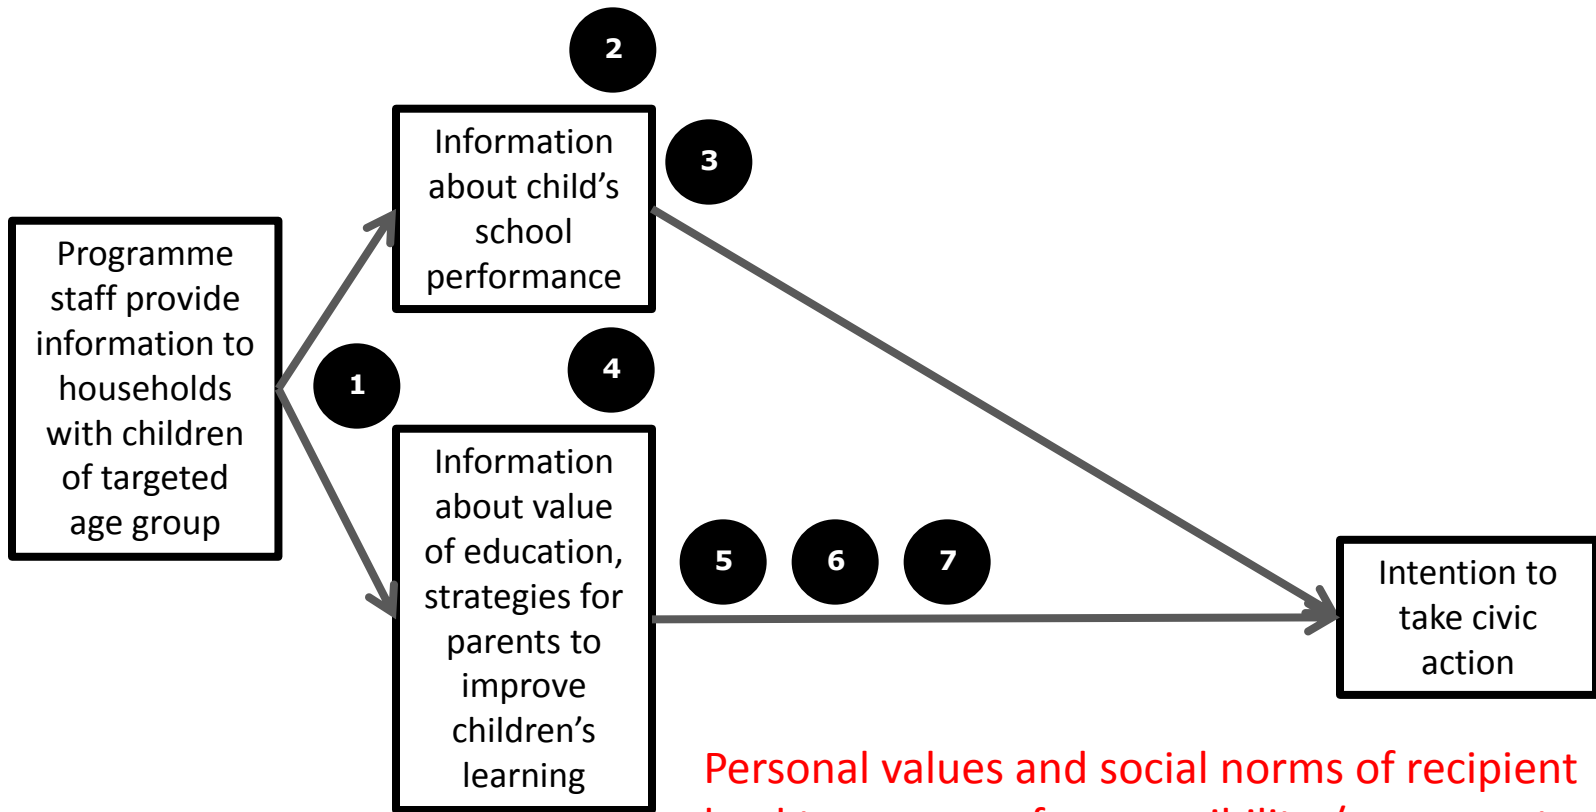 2
Information
about child’s
school
performance
3
Programme
staff provide
information to
households
with children
of targeted
age group
1
4
Information
about value
of education,
strategies for
parents to
improve
children’s
learning
5 6 7
Intention to
take civic
action
Personal values and social norms of recipient